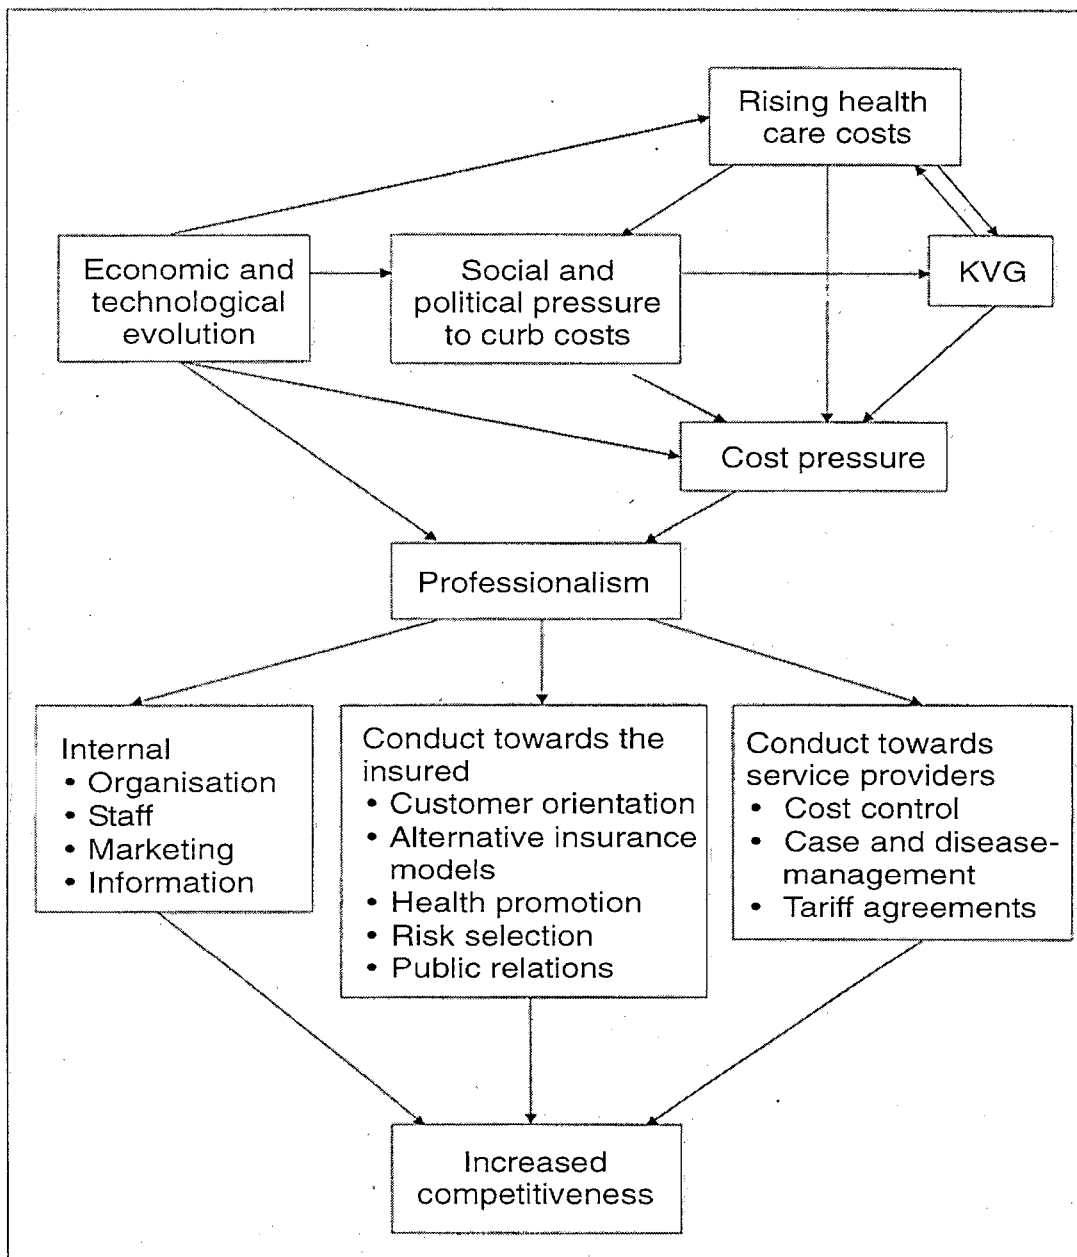 Rising health
care costs
Economic and
technological
evolution
Social and
political pressure
to curb costs
KVG
Cost pressure
Professionalism
Internal
• Organisation
• Staff
• Marketing
• Information
Conduct towards the
insured
• Customer orientation
• Alternative insurance
models
• Health promotion
• Risk selection
• Public relations
Conduct towards
service providers
• Cost control
• Case and disease-
management
• Tariff agreements
Increased
competitiveness